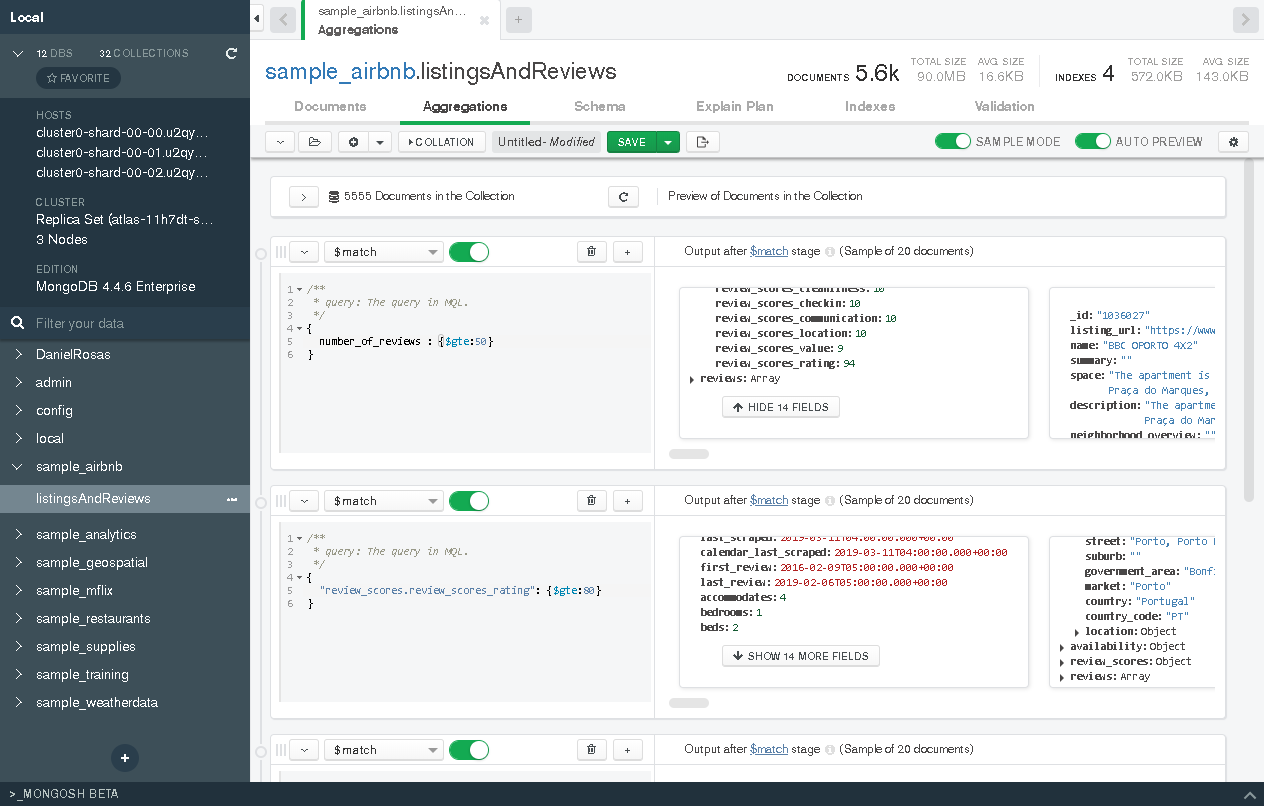 Local
sample_airbnb.listingsAn...
Aggregations
+
12 DBS 32 COLLECTIONS
FAVORITE
HOSTS
cluster0-shard-00-00.u2qy...
cluster0-shard-00-01.u2qy...
cluster0-shard-00-02.u2qy...
CLUSTER
Replica Set (atlas-11h7dt-s...
3 Nodes
EDITION
MongoDB 4.4.6 Enterprise
Filter your data
DanielRosas
admin
config
local
sample_airbnb
listingsAndReviews
sample_analytics
sample_geospatial
sample_mflix
sample_restaurants
sample_supplies
sample_training
sample_weatherdata
+
>_MONGOSH BETA
sample_airbnb.listingsAndReviews
DOCUMENTS 5.6k TOTAL SIZE 90.0MB AVG. SIZE 16.6KB INDEXES 4 TOTAL SIZE 572.0KB AVG. SIZE 143.0KB
Documents Aggregations Schema Explain Plan Indexes Validation
COLLATION Untitled- Modified SAVE SAMPLE MODE AUTO PREVIEW
5555 Documents in the Collection Preview of Documents in the Collection
$match + Output after $match stage (Sample of 20 documents)
1 /**
2 * query: The query in MQL.
3 */
4 {
5 number_of_reviews : {$gte:50}
6 }
review_scores_cleanliness: 10
review_scores_checkin: 10
review_scores_communication: 10
review_scores_location: 10
review_scores_value: 9
review_scores_rating: 94
reviews: Array
HIDE 14 FIELDS
_id: "1036027"
listing_url: "https://www
name: "BBC OPORTO 4X2"
summary: ""
space: "The apartment is
Praça do Marques,
description: "The apartme
Praça do Mar
neighborhood_overview: ""
$match + Output after $match stage (Sample of 20 documents)
1 /**
2 * query: The query in MQL.
3 */
4 {
5 "review_scores.review_scores_rating": {$gte:80}
6 }
last_scraped: 2019-03-11T04:00:00.000+00:00
calendar_last_scraped: 2019-03-11T04:00:00.000+00:00
first_review: 2016-02-09T05:00:00.000+00:00
last_review: 2019-02-06T05:00:00.000+00:00
accommodates: 4
bedrooms: 1
beds: 2
SHOW 14 MORE FIELDS
street: "Porto, Porto
suburb: ""
government_area: "Bonf
market: "Porto"
country: "Portugal"
country_code: "PT"
location: Object
availability: Object
review_scores: Object
reviews: Array
$match + Output after $match stage (Sample of 20 documents)